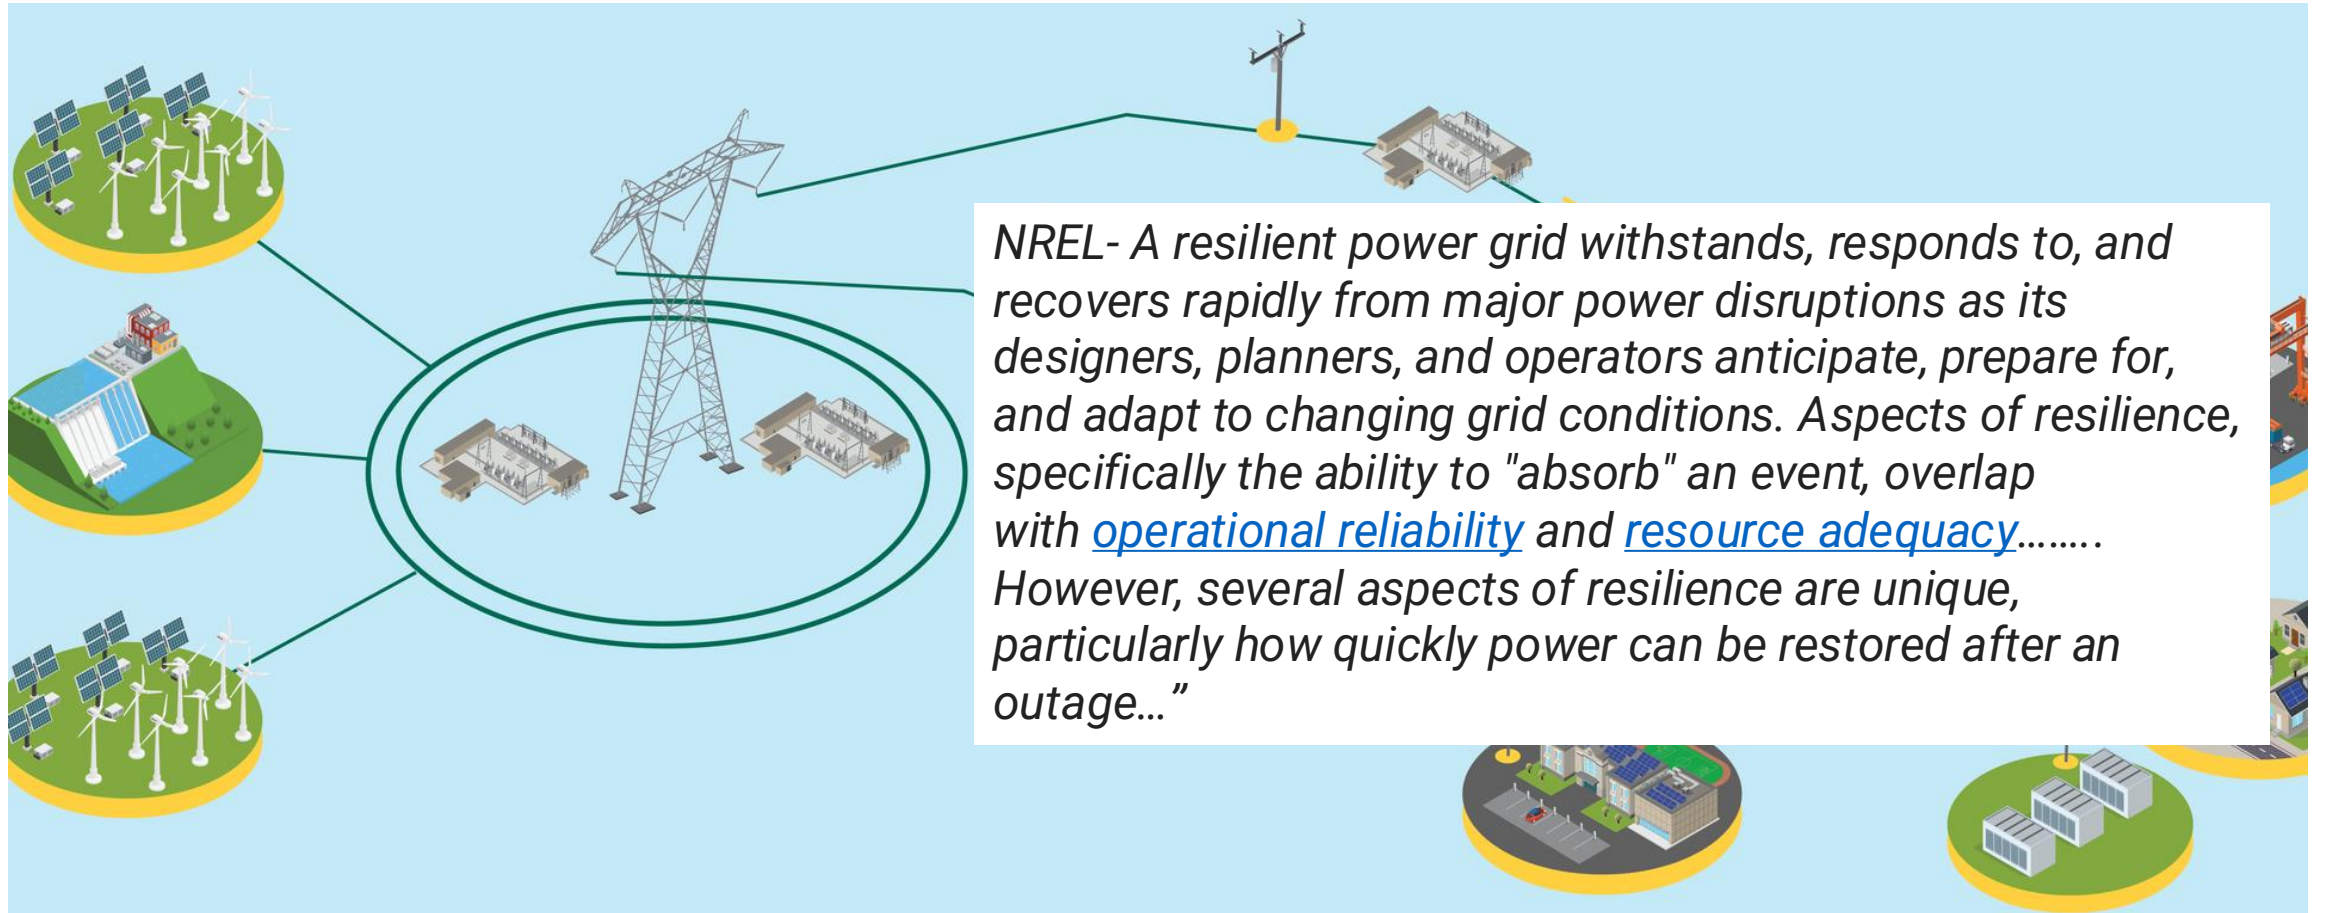 NREL- A resilient power grid withstands, responds to, and
recovers rapidly from major power disruptions as its
designers, planners, and operators anticipate, prepare for,
and adapt to changing grid conditions. Aspects of resilience,
specifically the ability to "absorb" an event, overlap
with operational reliability and resource adequacy........
However, several aspects of resilience are unique,
particularly how quickly power can be restored after an
outage...”